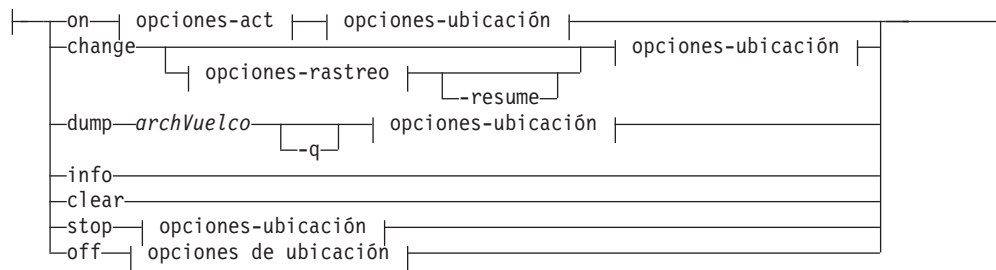 on opciones-act opciones-ubicación
change opciones-ubicación
opciones-rastreo
-resume
dump archVuelco opciones-ubicación
-q
info
clear
stop opciones-ubicación
off opciones de ubicación